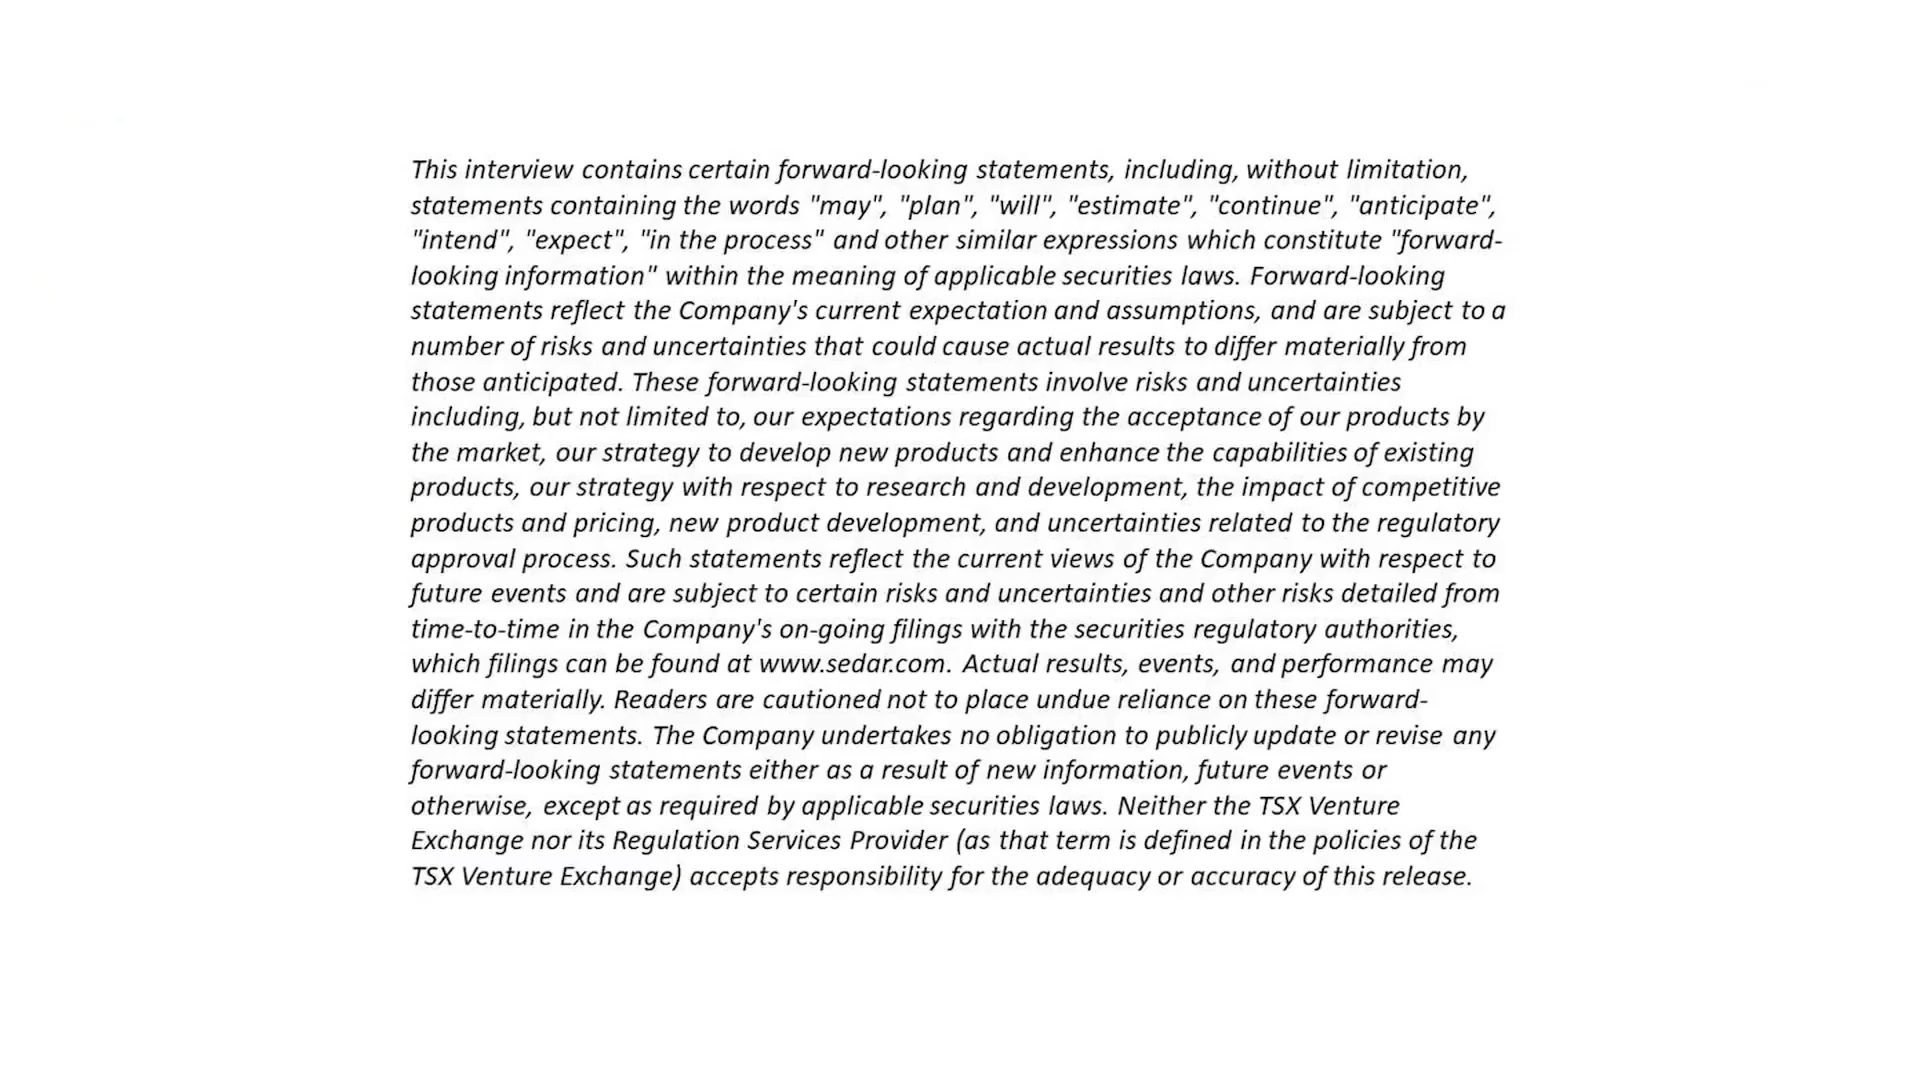 This interview contains certain forward-looking statements, including, without limitation,
statements containing the words "may", "plan", "will", "estimate", "continue", "anticipate",
"intend", "expect", "in the process" and other similar expressions which constitute "forward-
looking information" within the meaning of applicable securities laws. Forward-looking
statements reflect the Company's current expectation and assumptions, and are subject to a
number of risks and uncertainties that could cause actual results to differ materially from
those anticipated. These forward-looking statements involve risks and uncertainties
including, but not limited to, our expectations regarding the acceptance of our products by
the market, our strategy to develop new products and enhance the capabilities of existing
products, our strategy with respect to research and development, the impact of competitive
products and pricing, new product development, and uncertainties related to the regulatory
approval process. Such statements reflect the current views of the Company with respect to
future events and are subject to certain risks and uncertainties and other risks detailed from
time-to-time in the Company's on-going filings with the securities regulatory authorities,
which filings can be found at www.sedar.com. Actual results, events, and performance may
differ materially. Readers are cautioned not to place undue reliance on these forward-
looking statements. The Company undertakes no obligation to publicly update or revise any
forward-looking statements either as a result of new information, future events or
otherwise, except as required by applicable securities laws. Neither the TSX Venture
Exchange nor its Regulation Services Provider (as that term is defined in the policies of the
TSX Venture Exchange) accepts responsibility for the adequacy or accuracy of this release.